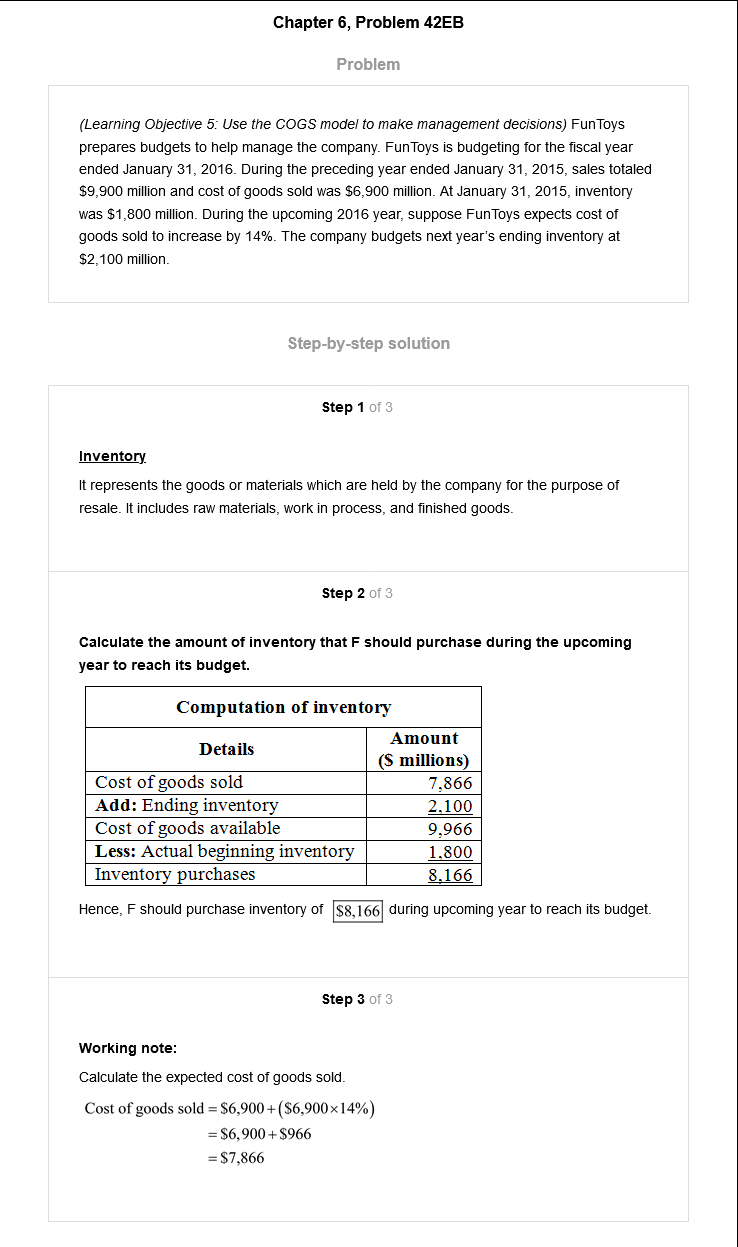 Chapter 6, Problem 42EB
Problem
(Learning Objective 5: Use the COGS model to make management decisions) FunToys
prepares budgets to help manage the company. FunToys is budgeting for the fiscal year
ended January 31, 2016. During the preceding year ended January 31, 2015, sales totaled
$9,900 million and cost of goods sold was $6,900 million. At January 31, 2015, inventory
was $1,800 million. During the upcoming 2016 year, suppose FunToys expects cost of
goods sold to increase by 14%. The company budgets next year's ending inventory at
$2,100 million.
Step-by-step solution
Step 1 of 3
Inventory
It represents the goods or materials which are held by the company for the purpose of
resale. It includes raw materials, work in process, and finished goods.
Step 2 of 3
Calculate the amount of inventory that F should purchase during the upcoming
year to reach its budget.
Computation of inventory
Details Amount
($ millions)
Cost of goods sold 7,866
Add: Ending inventory 2,100
Cost of goods available 9,966
Less: Actual beginning inventory 1,800
Inventory purchases 8,166
Hence, F should purchase inventory of $8,166 during upcoming year to reach its budget.
Step 3 of 3
Working note:
Calculate the expected cost of goods sold.
Cost of goods sold = $6,900+($6,900×14%)
= $6,900+$966
= $7,866